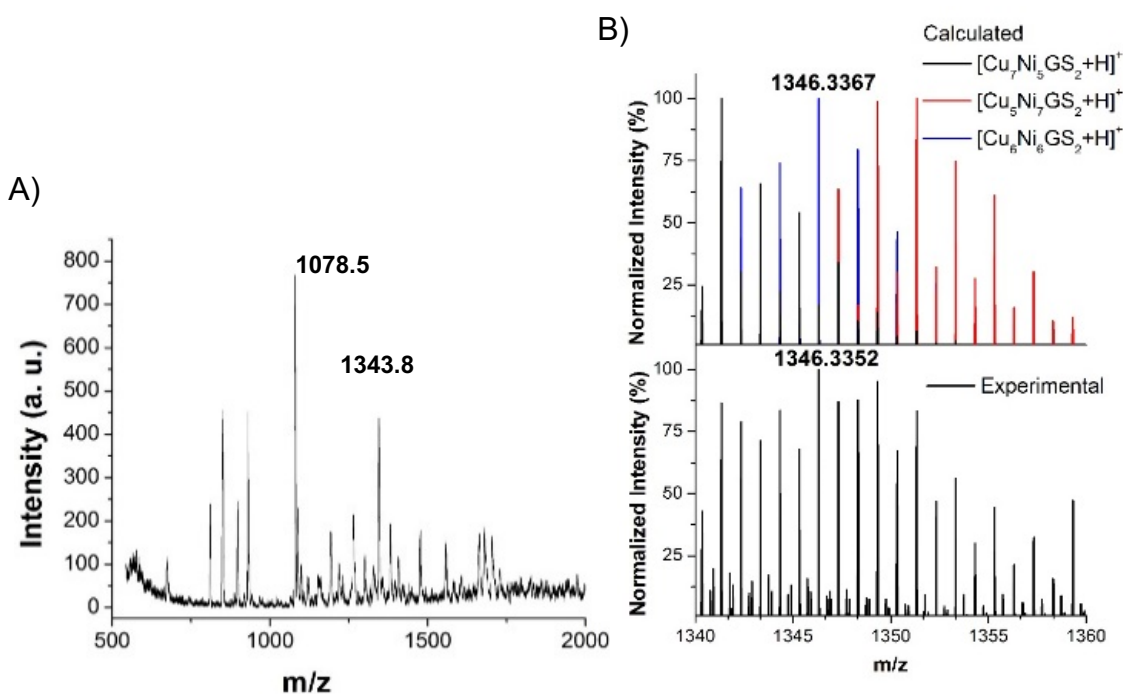 A)
Intensity (a. u.)
800
700
600
500
400
300
200
100
0
1078.5
1343.8
500
1000
1500
2000
m/z
B)
Calculated
[Cu₇Ni₅GS₂+H]⁺
[Cu₅Ni₇GS₂+H]⁺
[Cu₆Ni₆GS₂+H]⁺
1346.3367
Normalized Intensity (%)
100
75
50
25
1346.3352
Experimental
Normalized Intensity (%)
100
75
50
25
1340
1345
1350
1355
1360
m/z